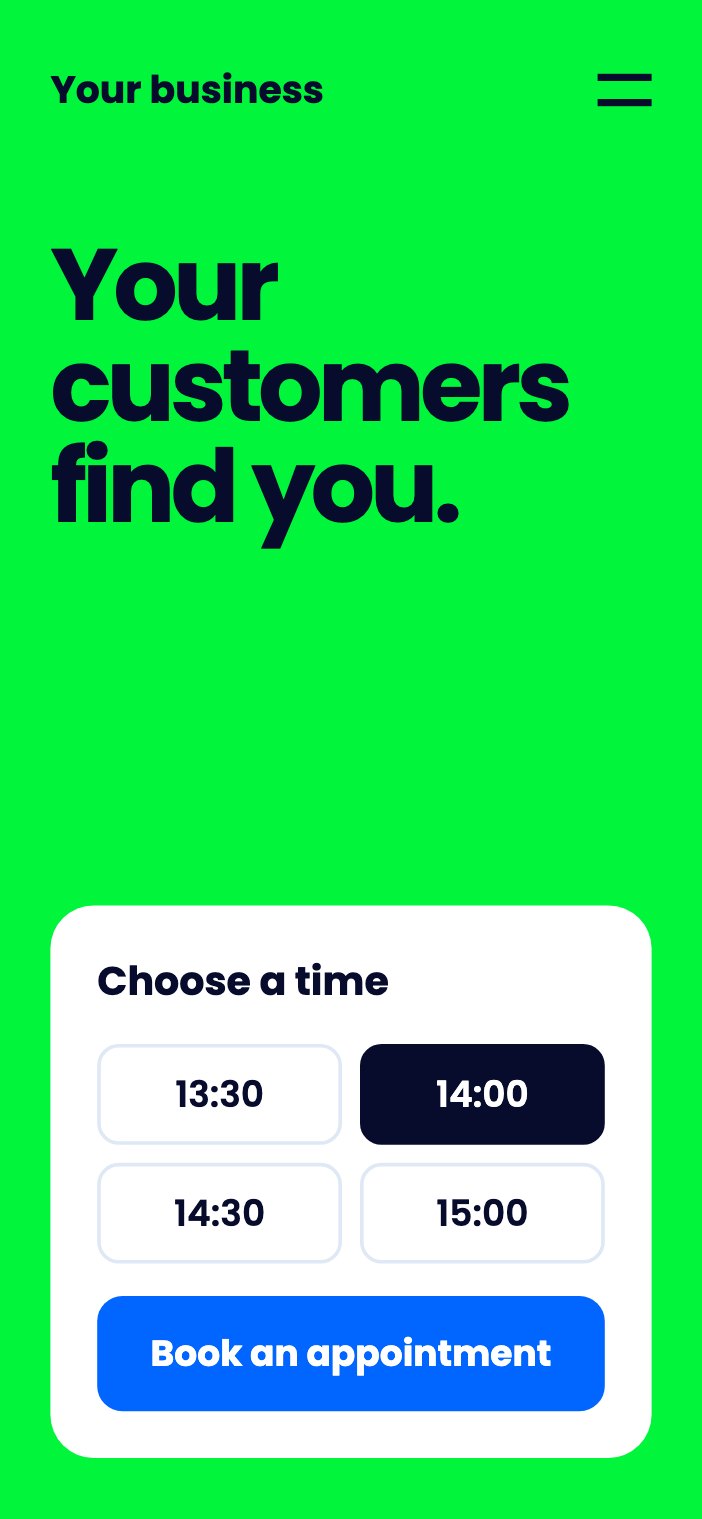 Your business
Your
customers
find you.
Choose a time
13:30 14:00
14:30 15:00
Book an appointment